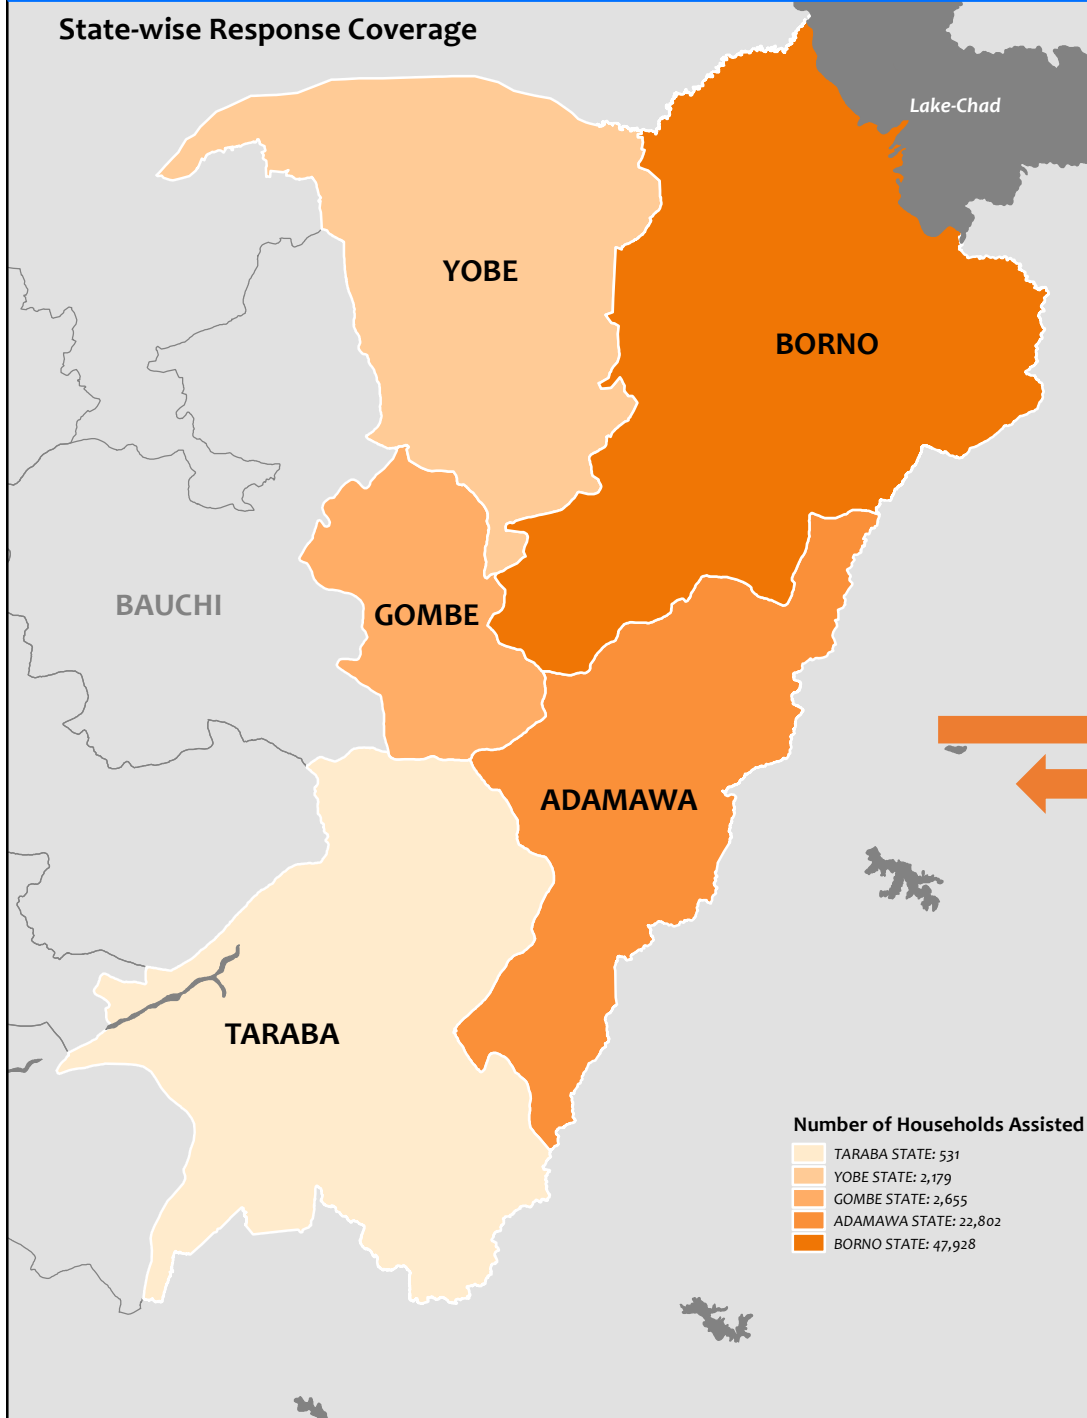 State-wise Response Coverage
Lake-Chad
YOBE
BORNO
BAUCHI
GOMBE
ADAMAWA
TARABA
Number of Households Assisted
TARABA STATE: 531
YOBE STATE: 2,179
GOMBE STATE: 2,655
ADAMAWA STATE: 22,802
BORNO STATE: 47,928